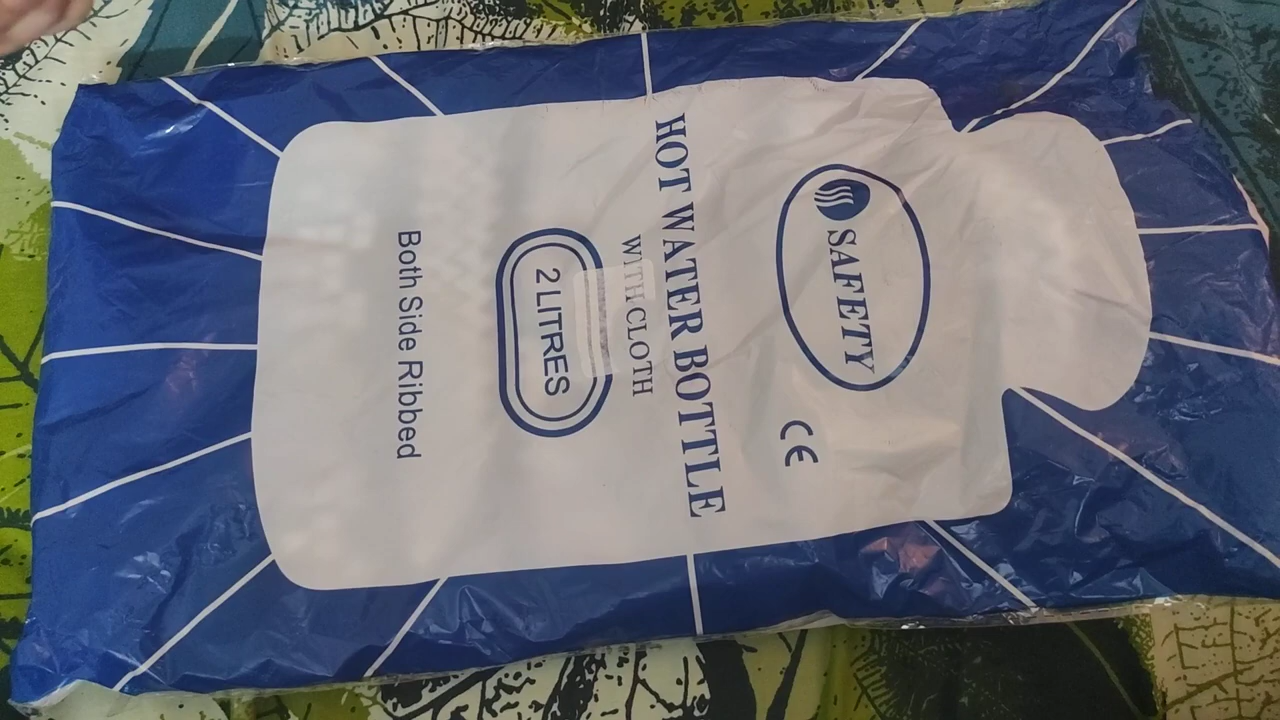 SAFETY
CE
HOT WATER BOTTLE
WITH CLOTH
2 LITRES
Both Side Ribbed